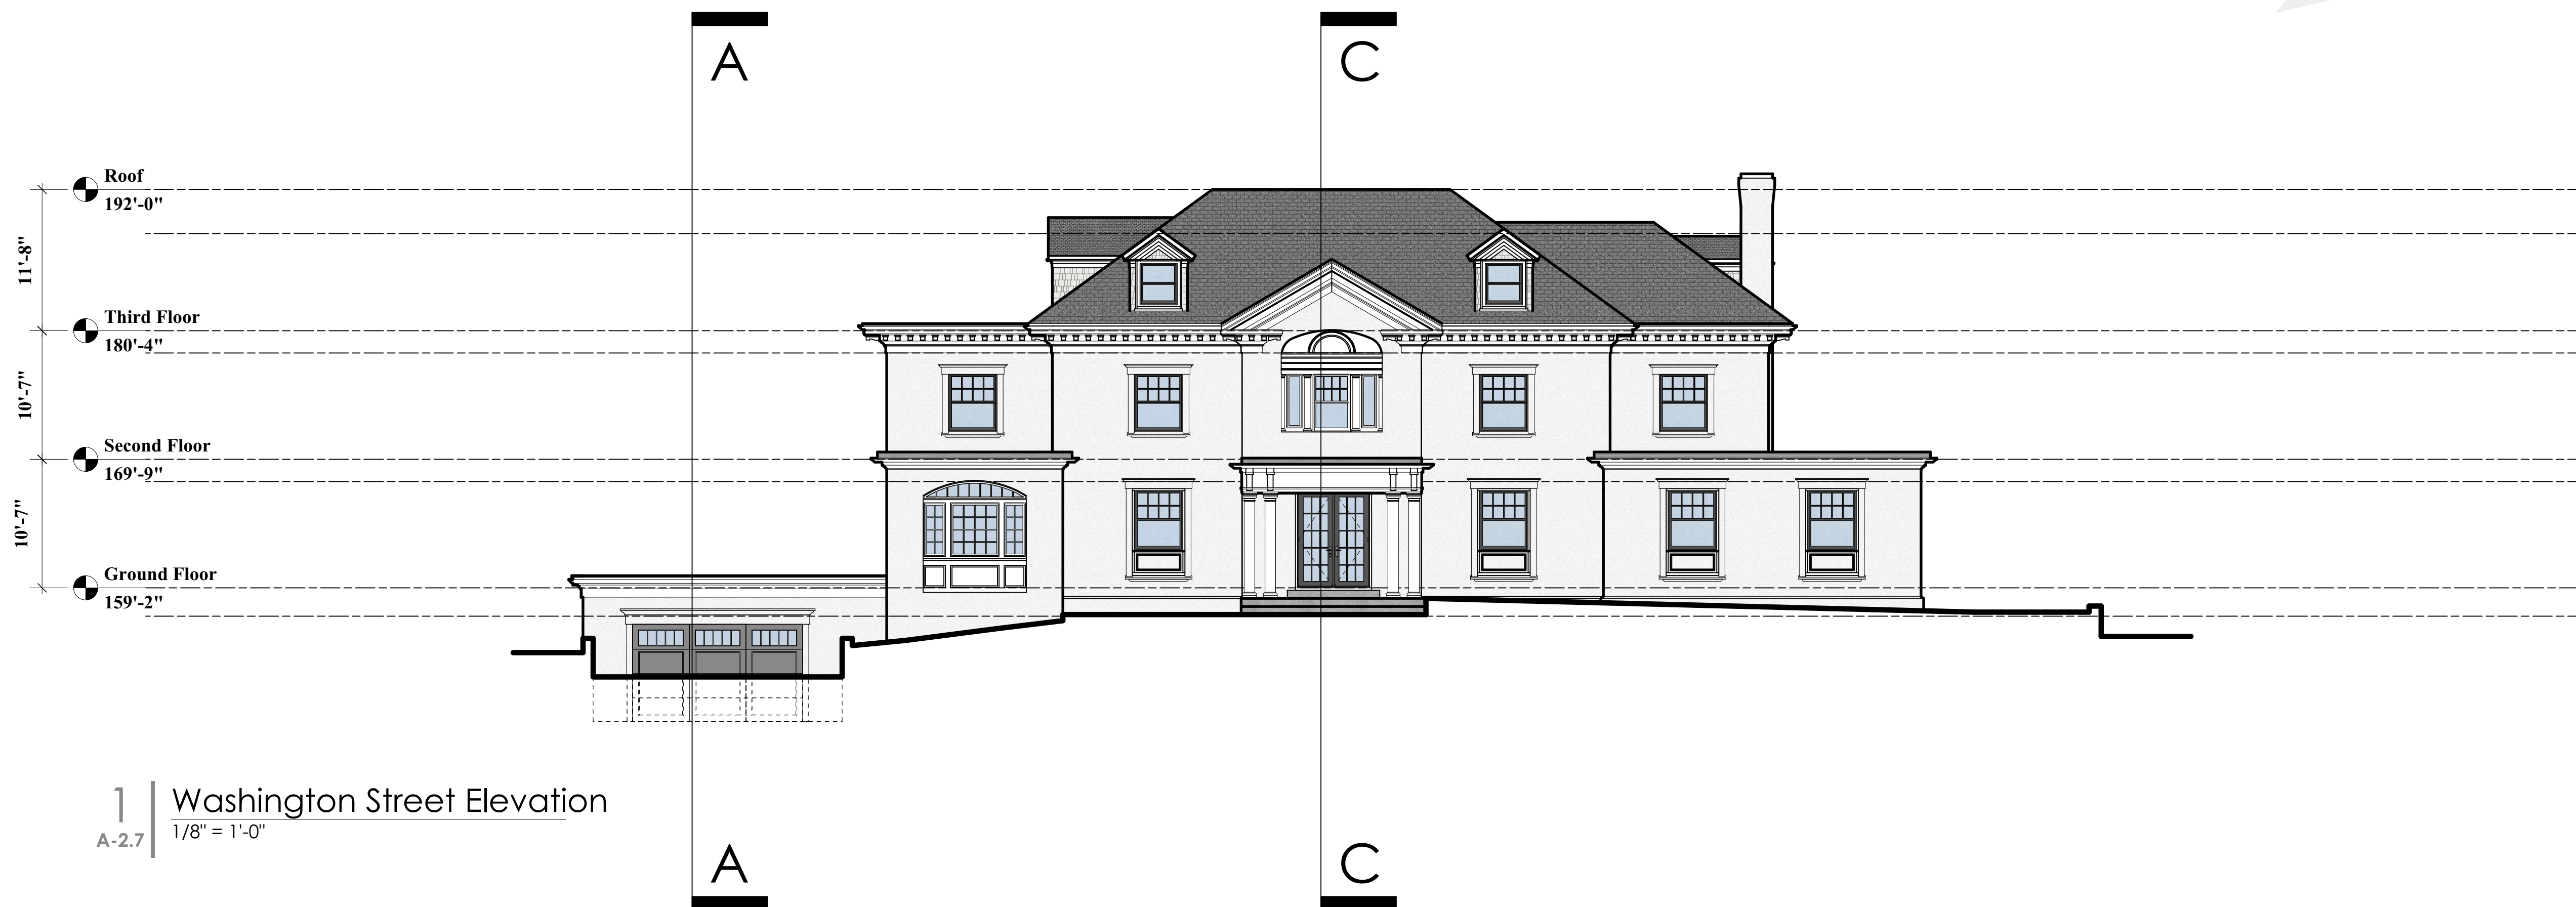 A
C
Roof
192'-0"
11'-8"
Third Floor
180'-4"
10'-7"
Second Floor
169'-9"
10'-7"
Ground Floor
159'-2"
1
A-2.7
Washington Street Elevation
1/8" = 1'-0"
A
C